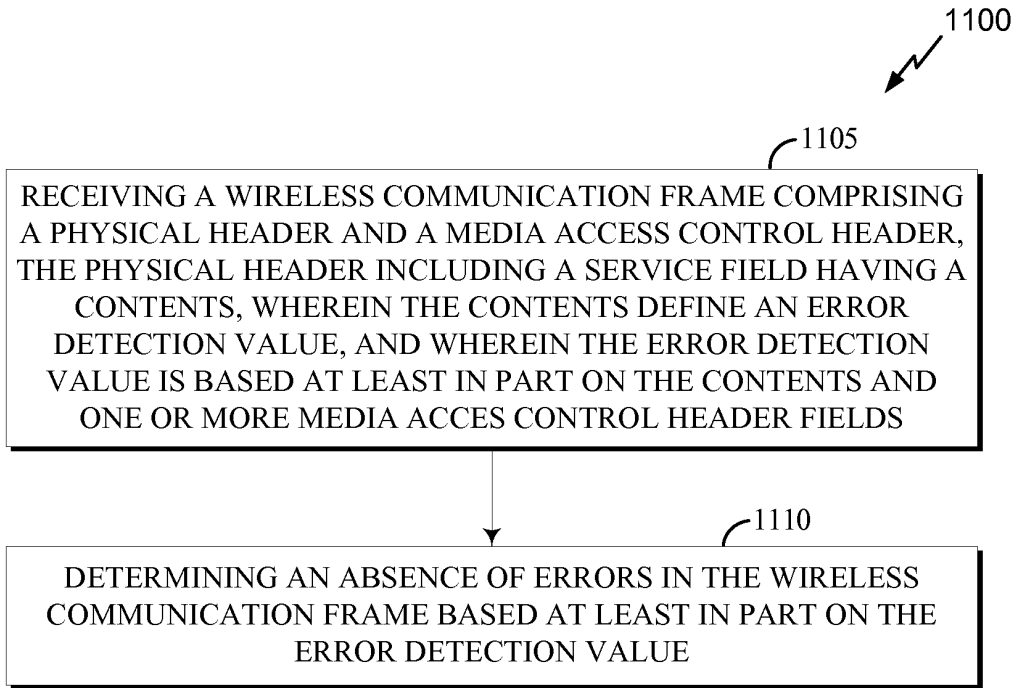 1100
1105
RECEIVING A WIRELESS COMMUNICATION FRAME COMPRISING
A PHYSICAL HEADER AND A MEDIA ACCESS CONTROL HEADER,
THE PHYSICAL HEADER INCLUDING A SERVICE FIELD HAVING A
CONTENTS, WHEREIN THE CONTENTS DEFINE AN ERROR
DETECTION VALUE, AND WHEREIN THE ERROR DETECTION
VALUE IS BASED AT LEAST IN PART ON THE CONTENTS AND
ONE OR MORE MEDIA ACCES CONTROL HEADER FIELDS
1110
DETERMINING AN ABSENCE OF ERRORS IN THE WIRELESS
COMMUNICATION FRAME BASED AT LEAST IN PART ON THE
ERROR DETECTION VALUE